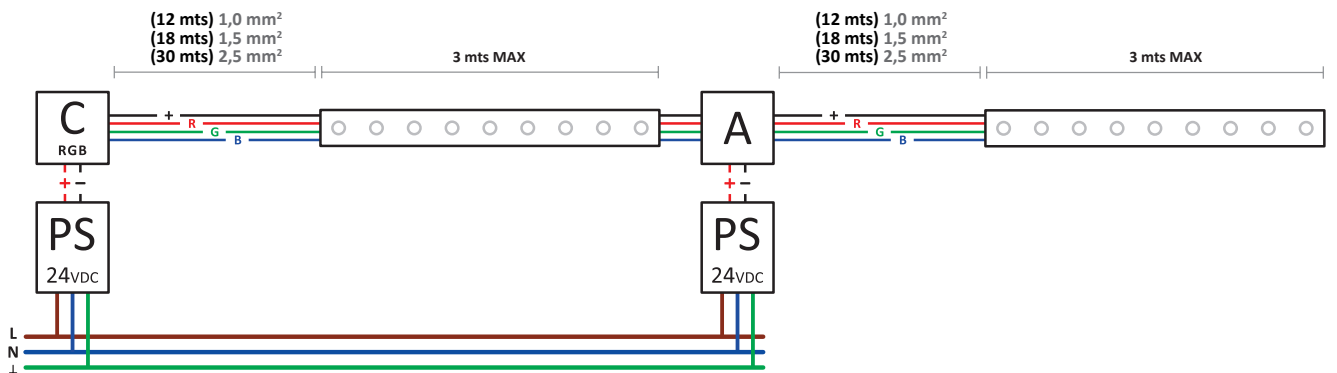 (12 mts) 1,0 mm²
(18 mts) 1,5 mm²
(30 mts) 2,5 mm²
3 mts MAX
(12 mts) 1,0 mm²
(18 mts) 1,5 mm²
(30 mts) 2,5 mm²
3 mts MAX
C
RGB
+
R
G
B
A
+
R
G
B
+ −
+ −
PS
24VDC
PS
24VDC
L
N
⊥